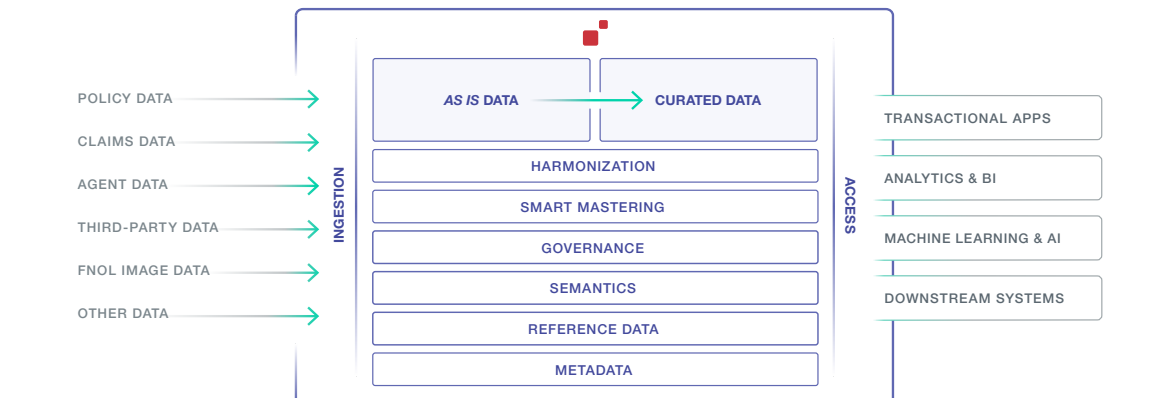 POLICY DATA
CLAIMS DATA
AGENT DATA
THIRD-PARTY DATA
FNOL IMAGE DATA
OTHER DATA
INGESTION
AS IS DATA
CURATED DATA
HARMONIZATION
SMART MASTERING
GOVERNANCE
SEMANTICS
REFERENCE DATA
METADATA
ACCESS
TRANSACTIONAL APPS
ANALYTICS & BI
MACHINE LEARNING & AI
DOWNSTREAM SYSTEMS